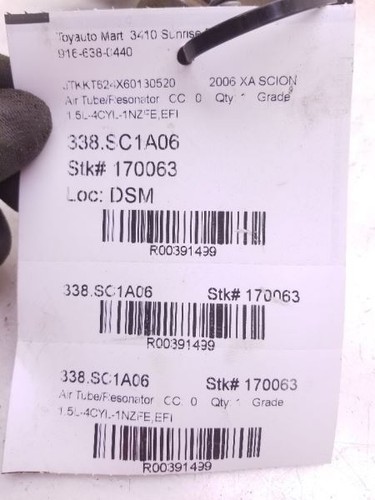 Toyauto Mart 3410 Sunrise
916-638-0440
JTKKT624X60130520 2006 XA SCION
Air Tube/Resonator CC: 0 Qty: 1 Grade
1.5L-4CYL-1NZFE,EFI
338.SC1A06
Stk# 170063
Loc: DSM
R00391499
338.SC1A06 Stk# 170063
R00391499
338.SC1A06 Stk# 170063
Air Tube/Resonator CC: 0 Qty: 1 Grade
1.5L-4CYL-1NZFE,EFI
R00391499